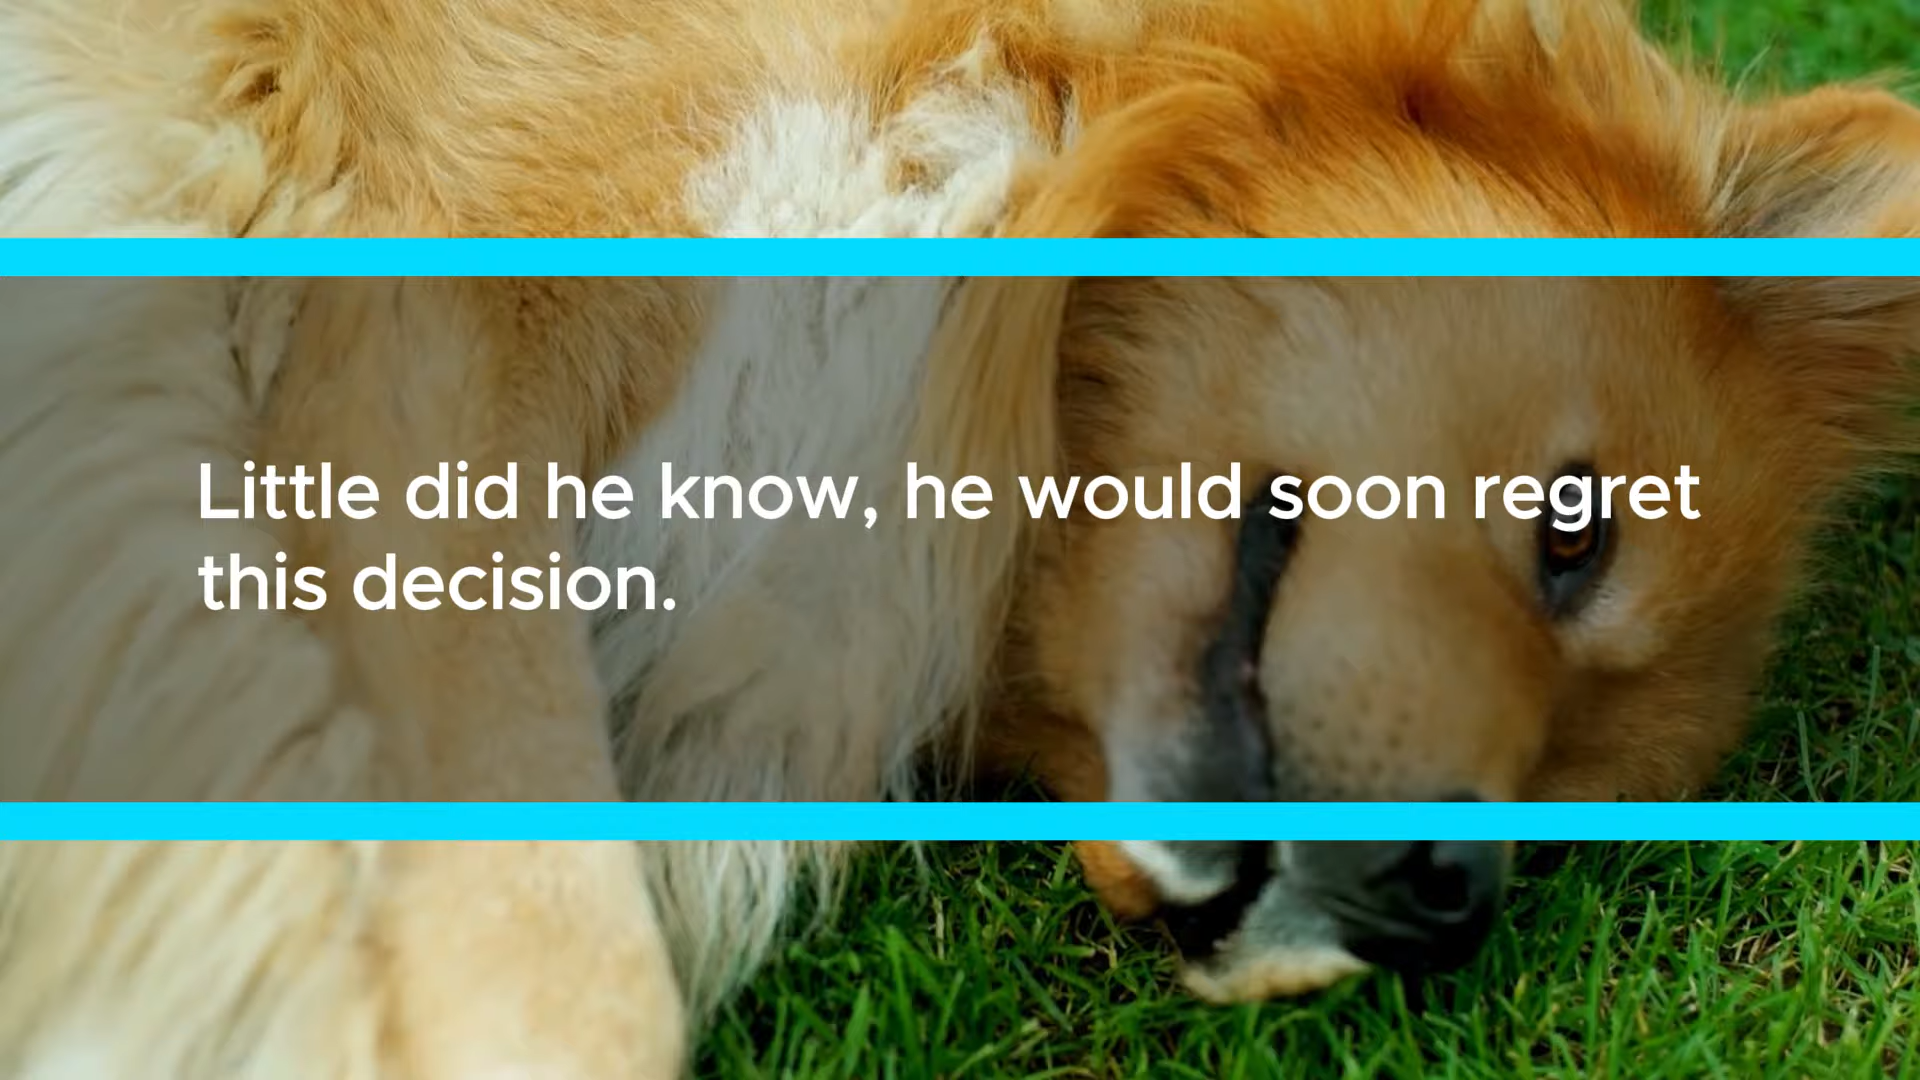 Little did he know, he would soon regret
this decision.